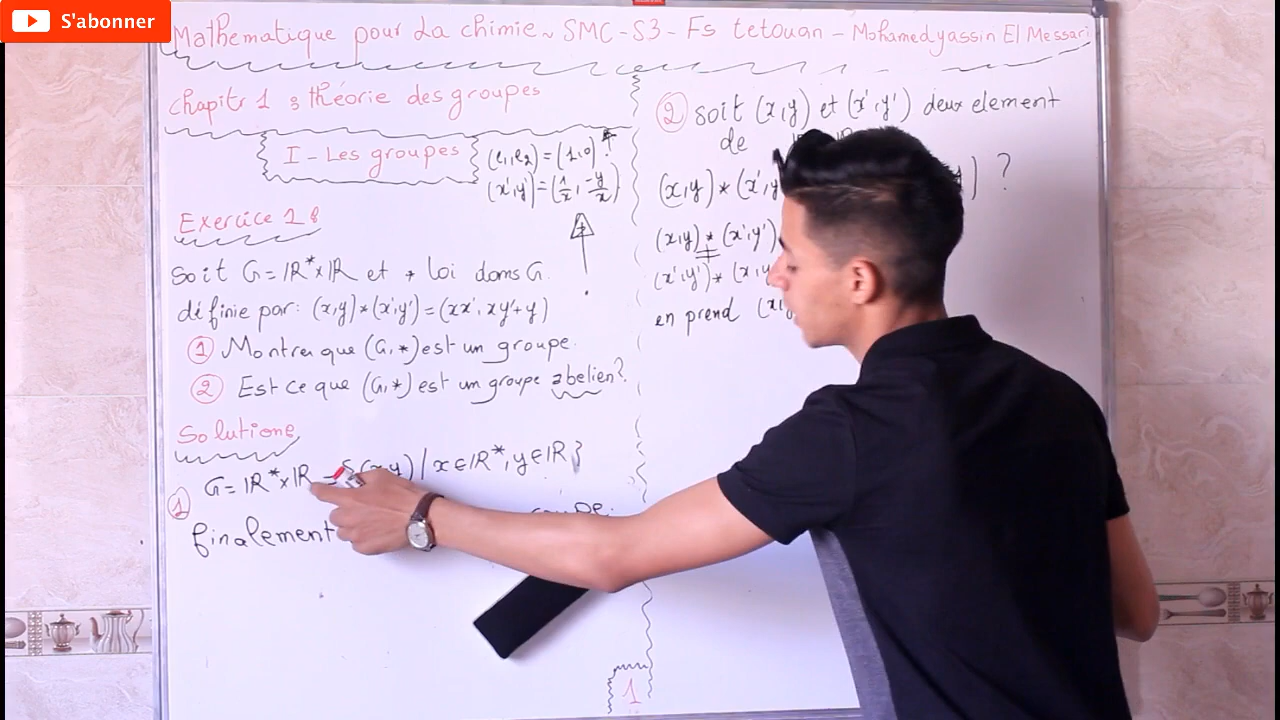 S'abonner
Mathematique pour La chimie ~ SMC - S3 - Fs tetouan - Mohamedyassin El Messari
chapitr 1 : théorie des groupes
I - Les groupes
(e₁,e₂) = (1,0)
(x',y') = (1/x, -y/x)
Exercice 1 :
soit G = IR* x IR et * loi dans G.
définie par: (x,y) * (x',y') = (xx', xy'+y)
① Montrer que (G,*) est un groupe.
② Est ce que (G,*) est un groupe abelien?
Solutione
G = IR* x IR = {(x,y) / x ∈ IR*, y ∈ IR}
①
finalement
② soit (x,y) et (x',y') deux element
de
(x,y) * (x',y
) ?
(x,y) * (x',y')
≠
(x',y') * (x,y
en prend (x,y
1